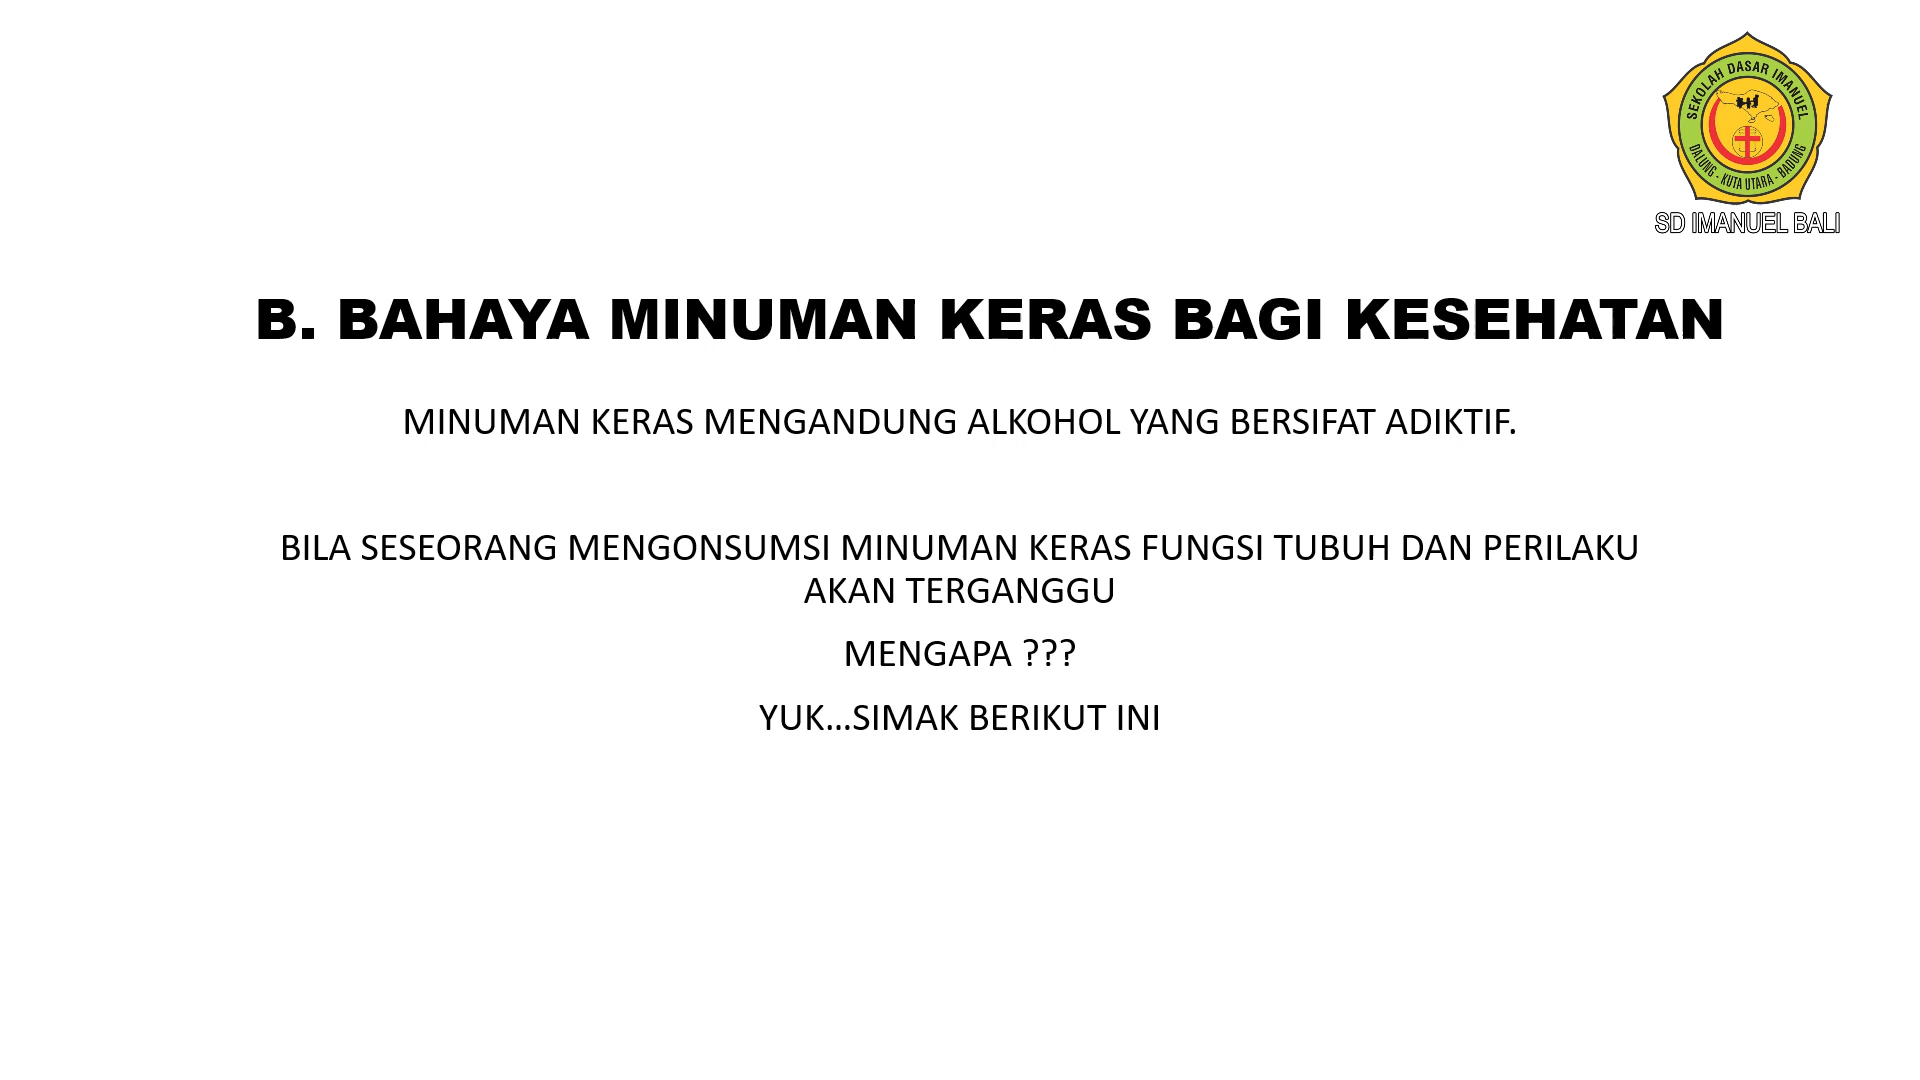 SEKOLAH DASAR IMANUEL
DALUNG - KUTA UTARA - BADUNG
SD IMANUEL BALI
B. BAHAYA MINUMAN KERAS BAGI KESEHATAN
MINUMAN KERAS MENGANDUNG ALKOHOL YANG BERSIFAT ADIKTIF.
BILA SESEORANG MENGONSUMSI MINUMAN KERAS FUNGSI TUBUH DAN PERILAKU
AKAN TERGANGGU
MENGAPA ???
YUK...SIMAK BERIKUT INI